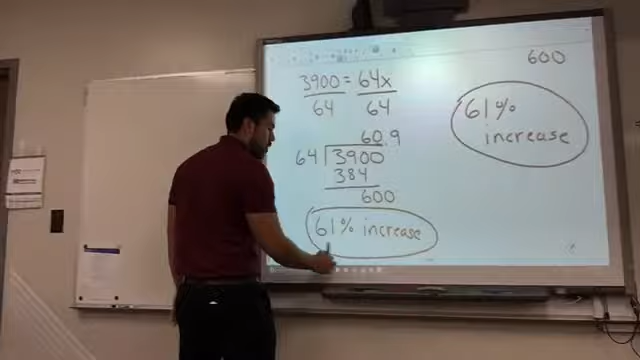 3900 = 64x
64 64
60.9
64 3900
384
600
61% increase
600
61%
increase